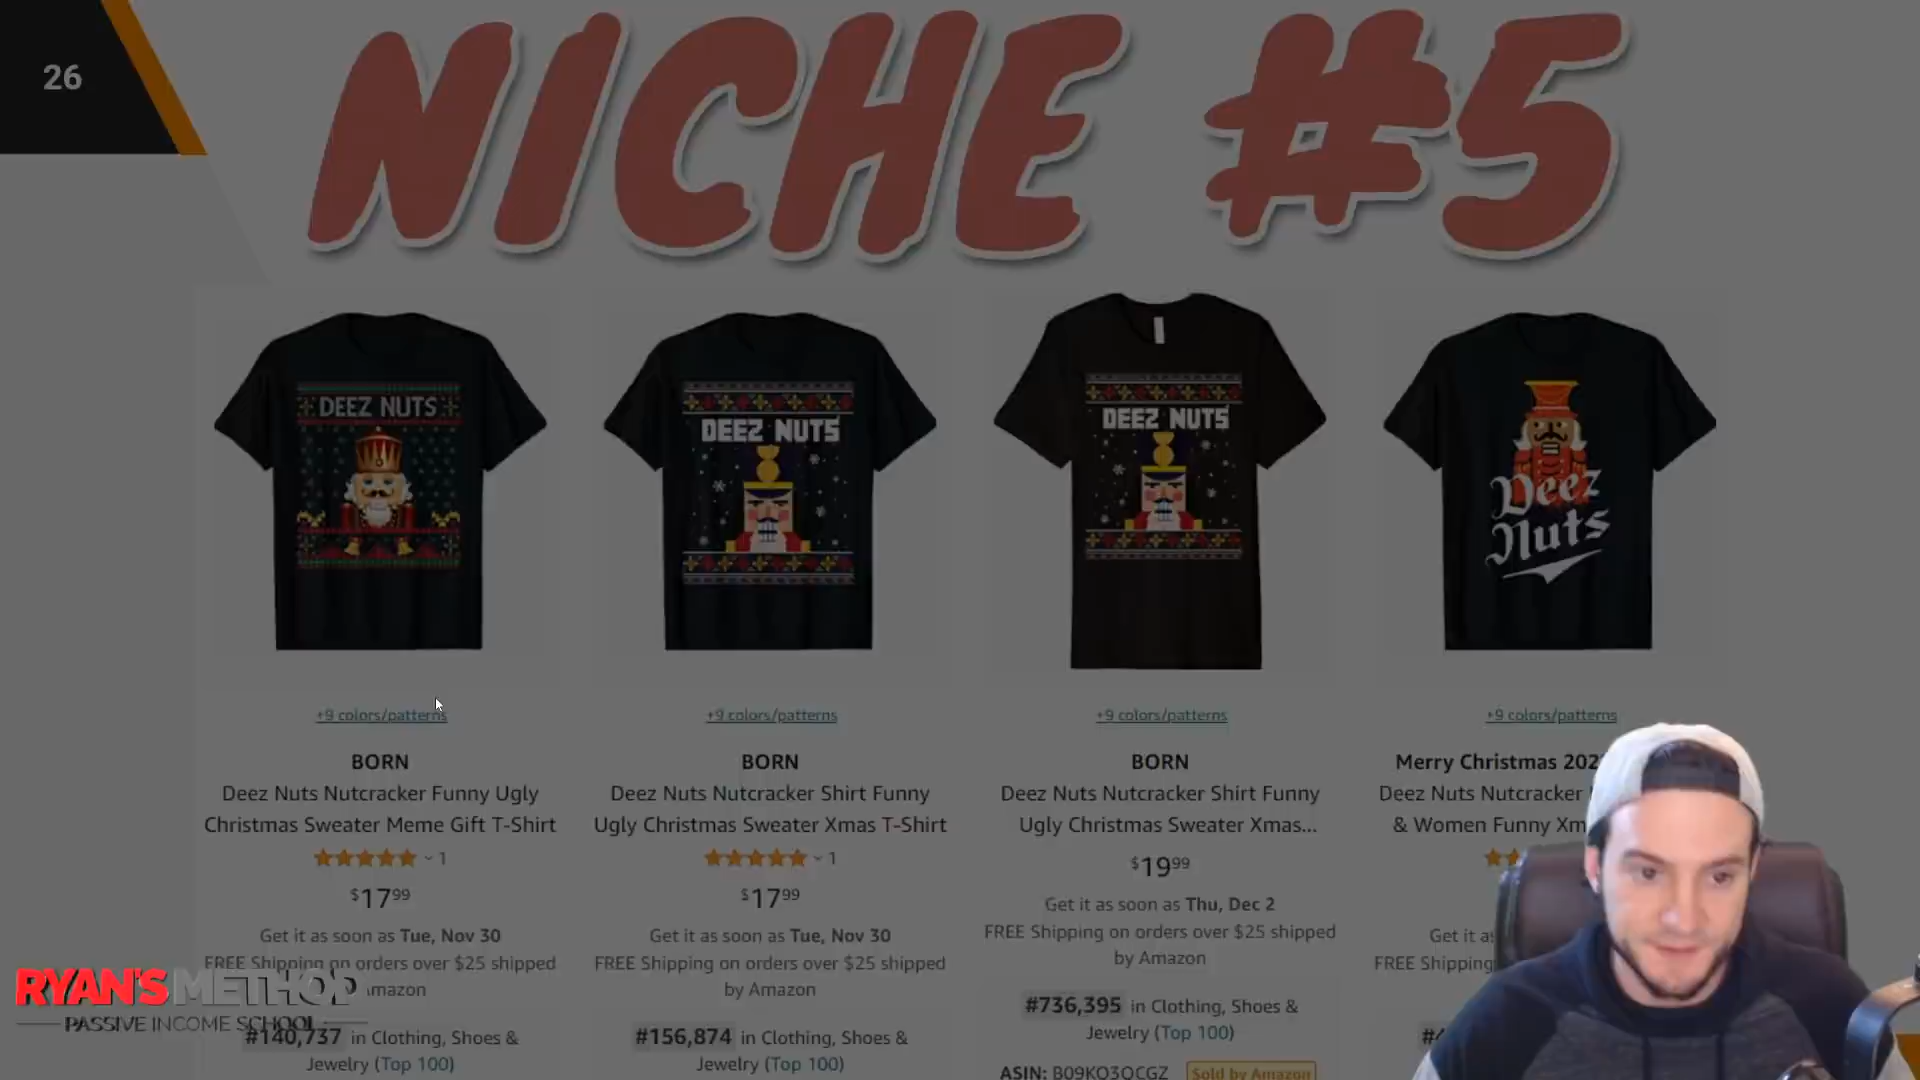 26
NICHE #5
DEEZ NUTS
DEEZ NUTS
DEEZ NUTS
Deez
Nuts
+9 colors/patterns
+9 colors/patterns
+9 colors/patterns
+9 colors/patterns
BORN
Deez Nuts Nutcracker Funny Ugly
Christmas Sweater Meme Gift T-Shirt
1
$17.99
Get it as soon as Tue, Nov 30
FREE Shipping on orders over $25 shipped
Amazon
#140,737 in Clothing, Shoes &
Jewelry (Top 100)
BORN
Deez Nuts Nutcracker Shirt Funny
Ugly Christmas Sweater Xmas T-Shirt
1
$17.99
Get it as soon as Tue, Nov 30
FREE Shipping on orders over $25 shipped
by Amazon
#156,874 in Clothing, Shoes &
Jewelry (Top 100)
BORN
Deez Nuts Nutcracker Shirt Funny
Ugly Christmas Sweater Xmas...
$19.99
Get it as soon as Thu, Dec 2
FREE Shipping on orders over $25 shipped
by Amazon
#736,395 in Clothing, Shoes &
Jewelry (Top 100)
ASIN: B09KQ3QCGZ Sold by Amazon
Merry Christmas
Deez Nuts Nutcracker
& Women Funny
Get it
FREE Shipping
RYAN'S METHOD
PASSIVE INCOME SCHOOL